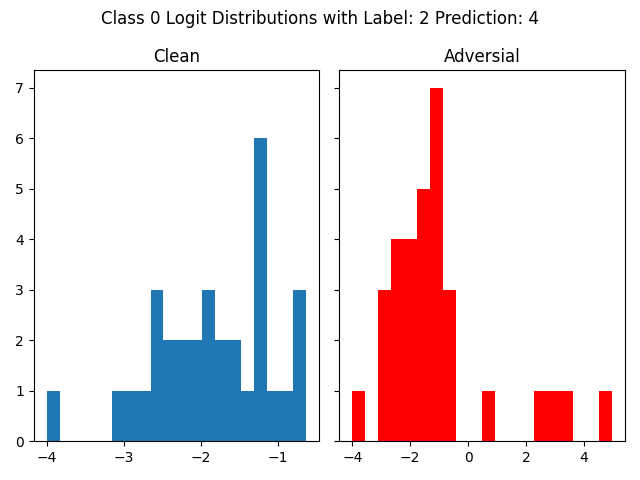 Class 0 Logit Distributions with Label: 2 Prediction: 4
Clean
Adversial
7
6
5
4
3
2
1
0
−4 −3 −2 −1
−4 −2 0 2 4